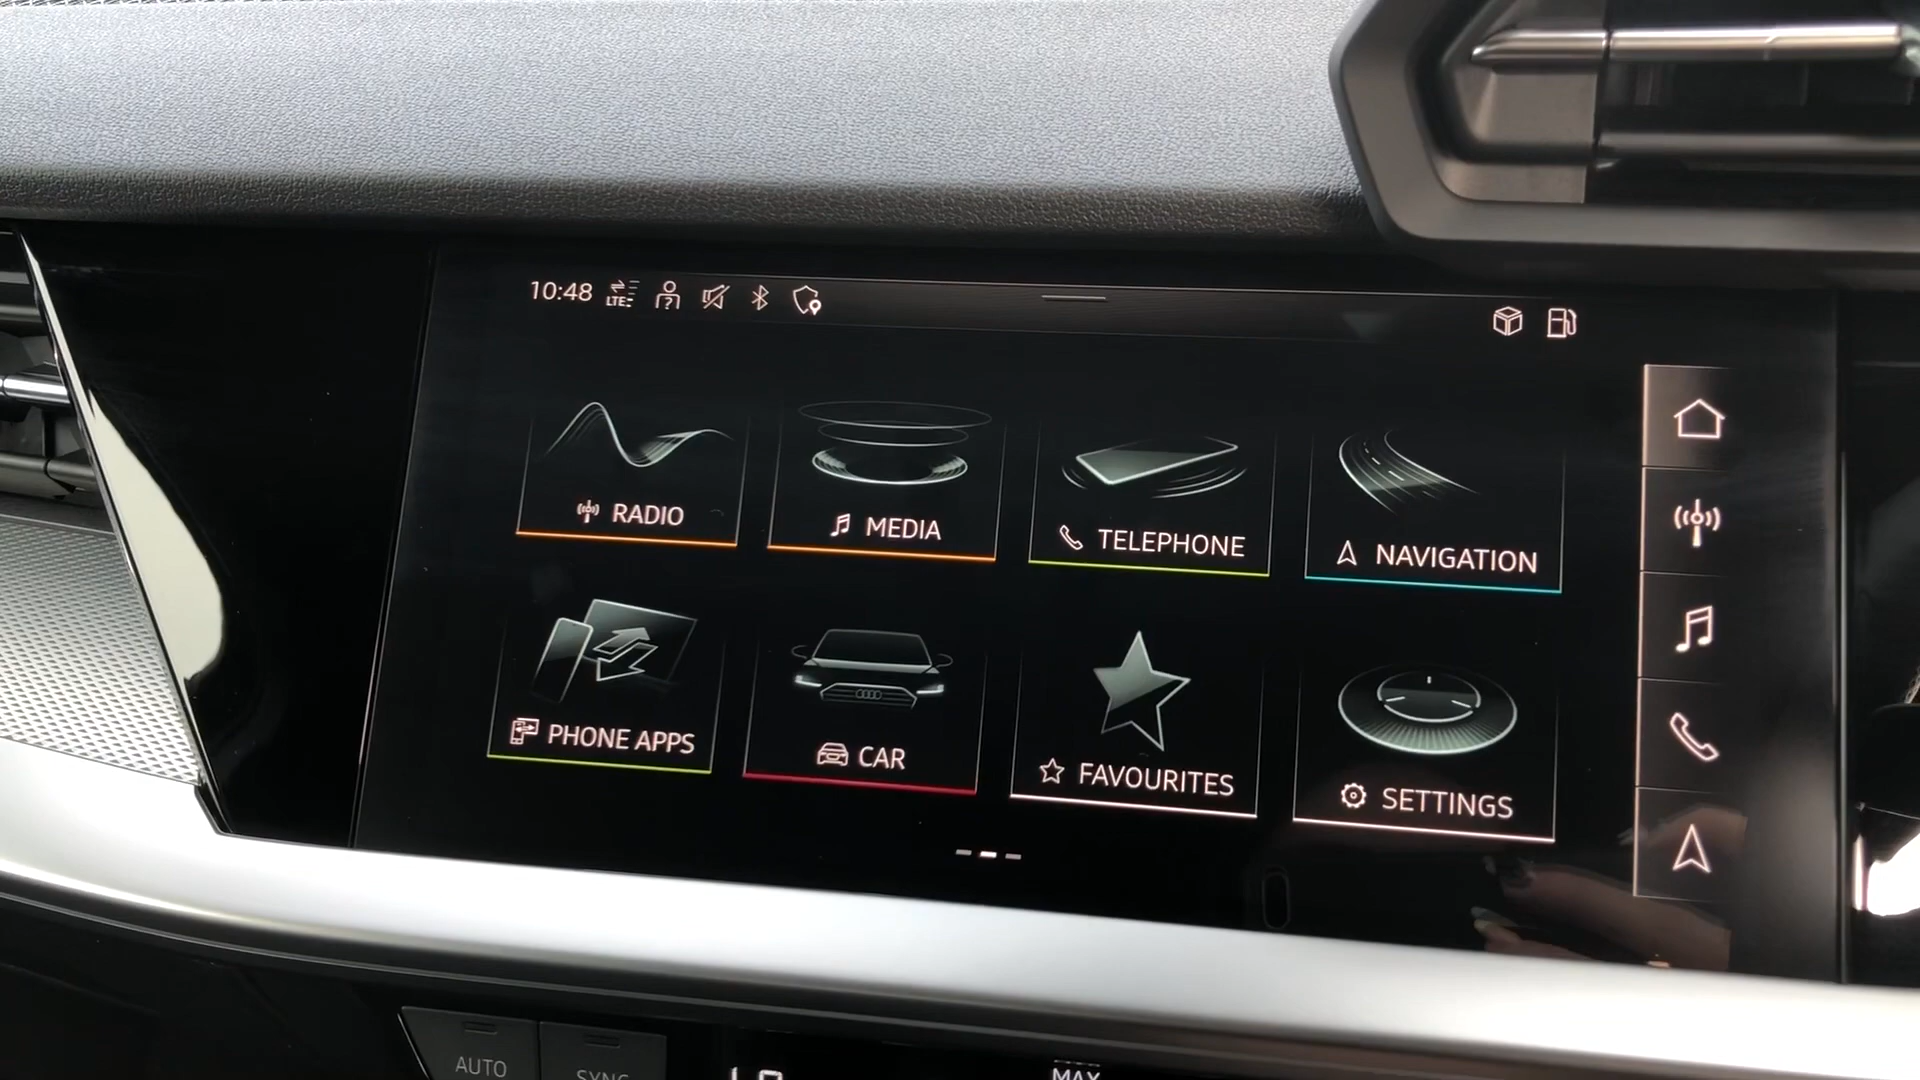 10:48 LTE
RADIO
MEDIA
TELEPHONE
NAVIGATION
PHONE APPS
CAR
FAVOURITES
SETTINGS
AUTO
SYNC
MAX